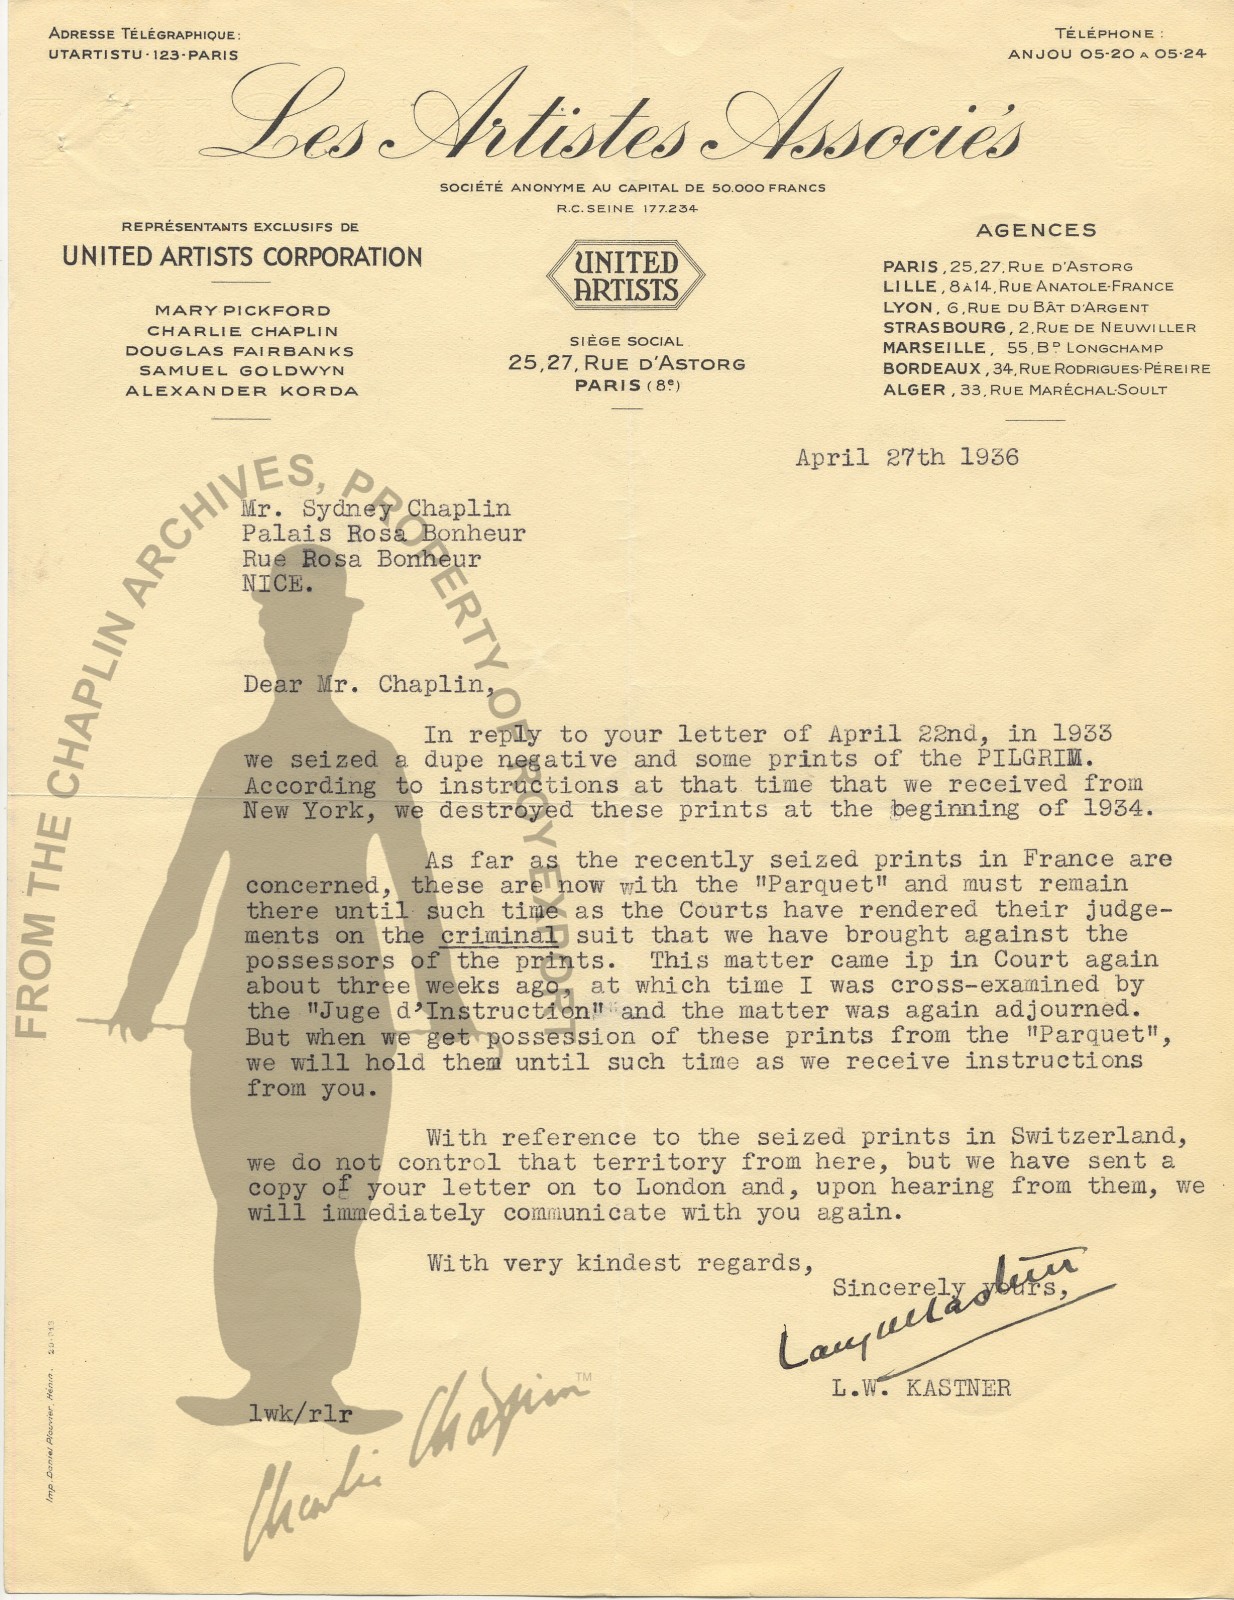 ADRESSE TÉLÉGRAPHIQUE:
UTARTISTU·123·PARIS
TÉLÉPHONE :
ANJOU 05-20 A 05-24
Les Artistes Associés
SOCIÉTÉ ANONYME AU CAPITAL DE 50.000 FRANCS
R.C. SEINE 177.234
REPRÉSENTANTS EXCLUSIFS DE
UNITED ARTISTS CORPORATION
MARY PICKFORD
CHARLIE CHAPLIN
DOUGLAS FAIRBANKS
SAMUEL GOLDWYN
ALEXANDER KORDA
UNITED
ARTISTS
SIÈGE SOCIAL
25,27, RUE D'ASTORG
PARIS (8e)
AGENCES
PARIS, 25,27, RUE D'ASTORG
LILLE, 8 À 14, RUE ANATOLE-FRANCE
LYON, 6, RUE DU BÂT D'ARGENT
STRASBOURG, 2, RUE DE NEUWILLER
MARSEILLE, 55, BD LONGCHAMP
BORDEAUX, 34, RUE RODRIGUES-PÉREIRE
ALGER, 33, RUE MARÉCHAL-SOULT
April 27th 1936
Mr. Sydney Chaplin
Palais Rosa Bonheur
Rue Rosa Bonheur
NICE.
Dear Mr. Chaplin,
In reply to your letter of April 22nd, in 1933
we seized a dupe negative and some prints of the PILGRIM.
According to instructions at that time that we received from
New York, we destroyed these prints at the beginning of 1934.
As far as the recently seized prints in France are
concerned, these are now with the "Parquet" and must remain
there until such time as the Courts have rendered their judge-
ments on the criminal suit that we have brought against the
possessors of the prints. This matter came ip in Court again
about three weeks ago, at which time I was cross-examined by
the "Juge d'Instruction" and the matter was again adjourned.
But when we get possession of these prints from the "Parquet",
we will hold them until such time as we receive instructions
from you.
With reference to the seized prints in Switzerland,
we do not control that territory from here, but we have sent a
copy of your letter on to London and, upon hearing from them, we
will immediately communicate with you again.
With very kindest regards,
Sincerely yours,
L.W. KASTNER
lwk/rlr
Imp. Daniel Plouvier. Hénin.
FROM THE CHAPLIN ARCHIVES, PROPERTY OF ROY EXPORT
Charlie Chaplin™